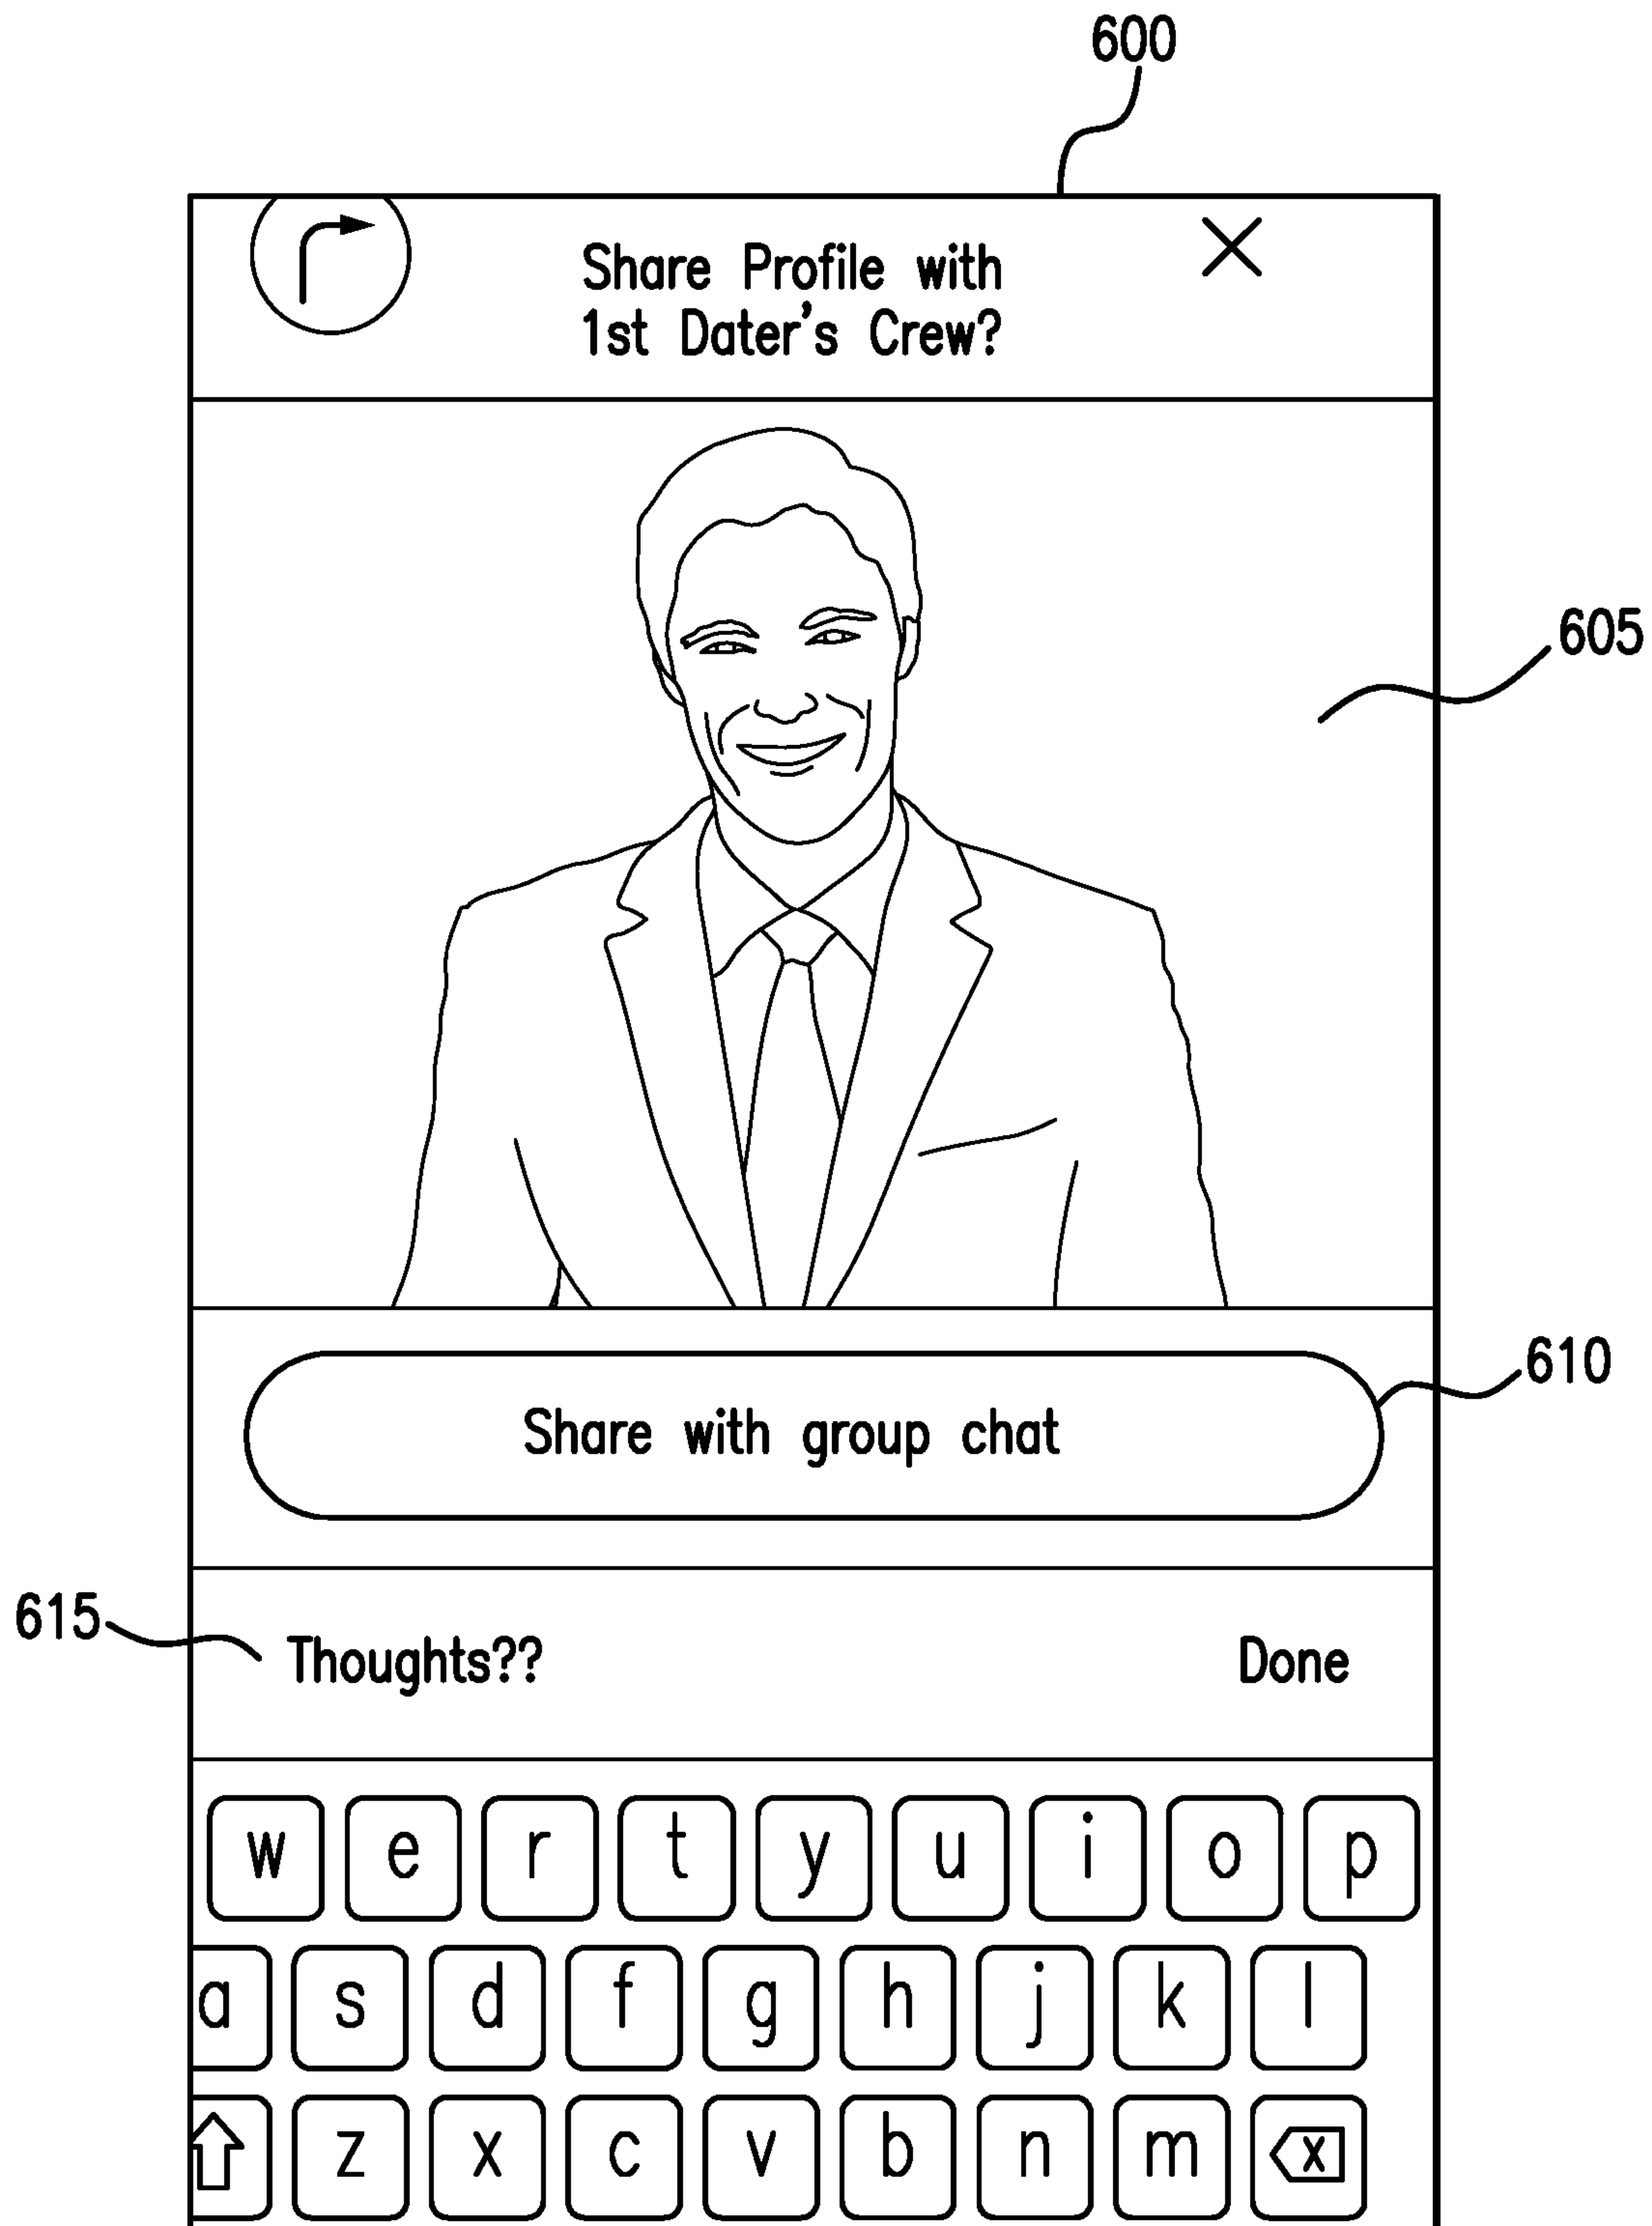 600
Share Profile with
1st Dater's Crew?
605
610
Share with group chat
615
Thoughts?? Done
w e r t y u i o p
a s d f g h j k l
z x c v b n m x